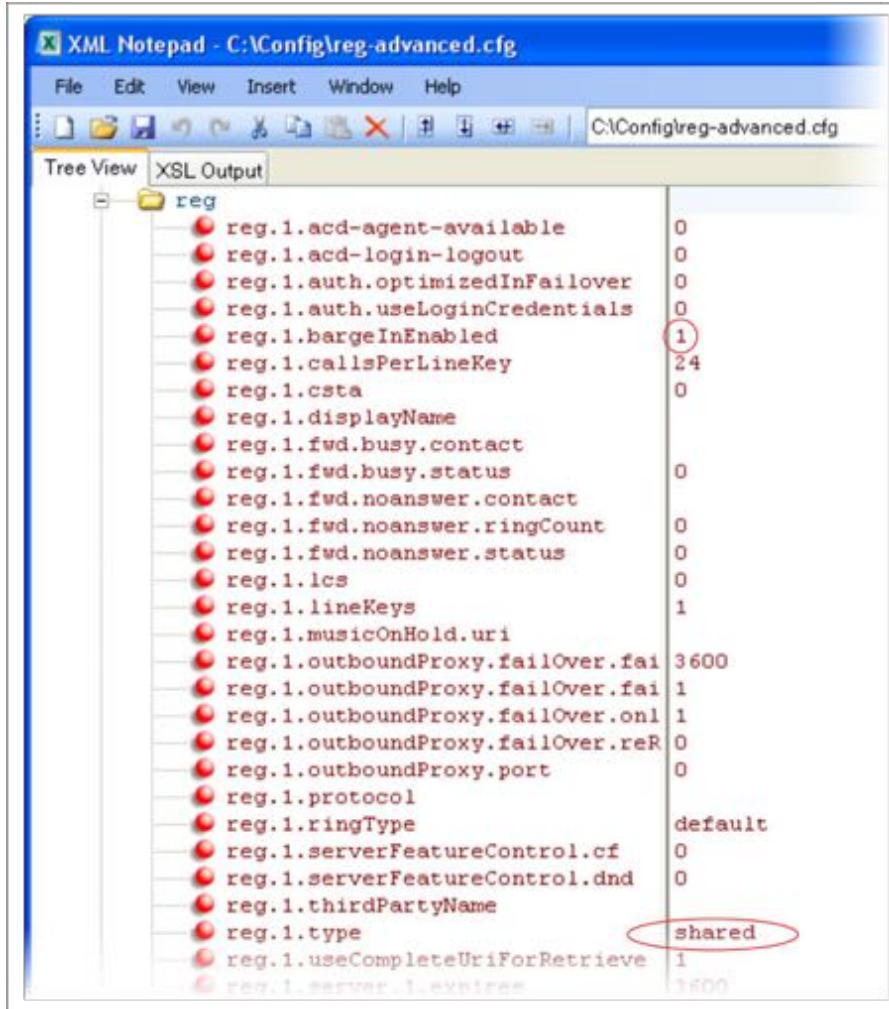 XML Notepad - C:\Config\reg-advanced.cfg
File Edit View Insert Window Help
C:\Config\reg-advanced.cfg
Tree View XSL Output
reg
reg.1.acd-agent-available 0
reg.1.acd-login-logout 0
reg.1.auth.optimizedInFailover 0
reg.1.auth.useLoginCredentials 0
reg.1.bargeInEnabled 1
reg.1.callsPerLineKey 24
reg.1.csta 0
reg.1.displayName
reg.1.fwd.busy.contact
reg.1.fwd.busy.status 0
reg.1.fwd.noanswer.contact
reg.1.fwd.noanswer.ringCount 0
reg.1.fwd.noanswer.status 0
reg.1.lcs 0
reg.1.lineKeys 1
reg.1.musicOnHold.uri
reg.1.outboundProxy.failOver.fai 3600
reg.1.outboundProxy.failOver.fai 1
reg.1.outboundProxy.failOver.onl 1
reg.1.outboundProxy.failOver.reR 0
reg.1.outboundProxy.port 0
reg.1.protocol
reg.1.ringType default
reg.1.serverFeatureControl.cf 0
reg.1.serverFeatureControl.dnd 0
reg.1.thirdPartyName
reg.1.type shared
reg.1.useCompleteUriForRetrieve 1
reg.1.server.1.expires 3600